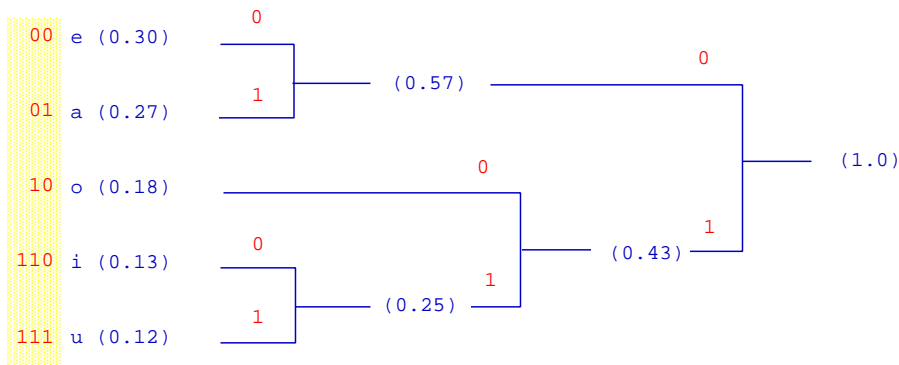 0
00 e (0.30)
0
(0.57)
1
01 a (0.27)
(1.0)
0
10 o (0.18)
1
0
110 i (0.13)
(0.43)
1
(0.25)
1
111 u (0.12)